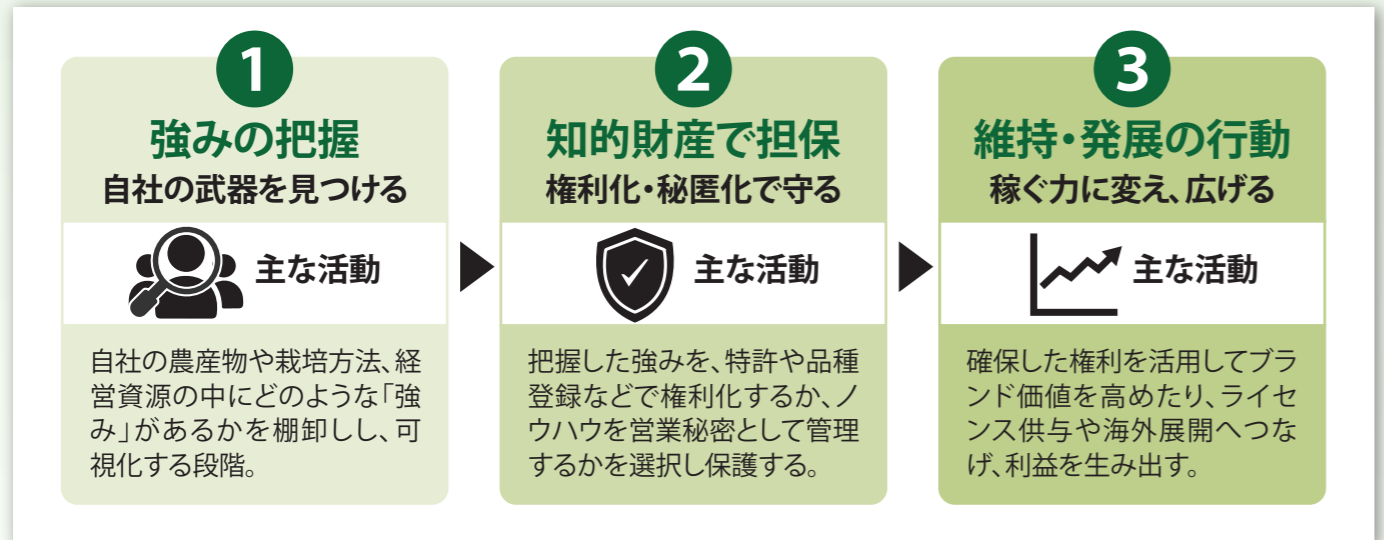 1
強みの把握
自社の武器を見つける
主な活動
自社の農産物や栽培方法、経
営資源の中にどのような「強
み」があるかを棚卸しし、可
視化する段階。
2
知的財産で担保
権利化・秘匿化で守る
主な活動
把握した強みを、特許や品種
登録などで権利化するか、ノ
ウハウを営業秘密として管理
するかを選択し保護する。
3
維持・発展の行動
稼ぐ力に変え、広げる
主な活動
確保した権利を活用してブラ
ンド価値を高めたり、ライセ
ンス供与や海外展開へつな
げ、利益を生み出す。